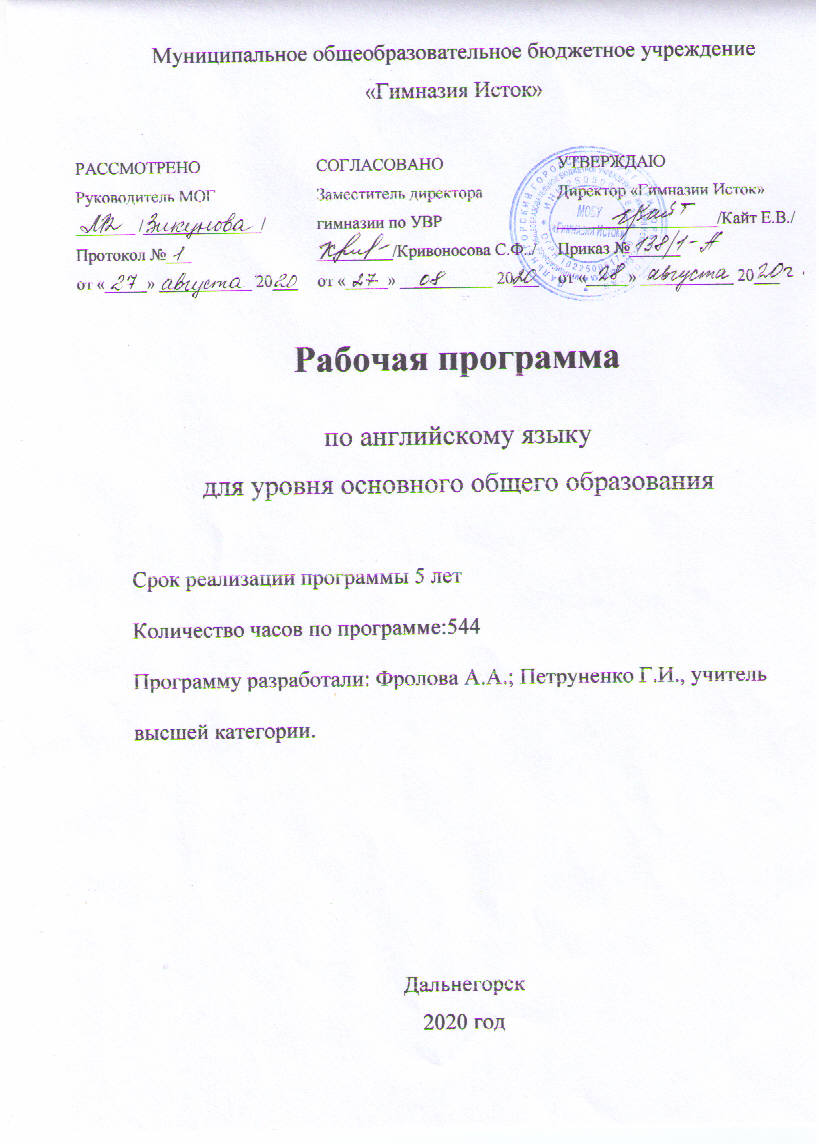 Муниципальное общеобразовательное бюджетное учреждение
«Гимназия Исток»
РАССМОТРЕНО
Руководитель МОГ
/Зикунова /
Протокол № 1
от « 27 » августа 2020
СОГЛАСОВАНО
Заместитель директора
гимназии по УВР
/Кривоносова С.Ф../
от « 27 » 08 2020
УТВЕРЖДАЮ
Директор «Гимназии Исток»
/Кайт Е.В./
Приказ № 138/1-А
от « 28 » августа 2020г.
МОБУ
«Гимназия Исток»
Рабочая программа
по английскому языку
для уровня основного общего образования
Срок реализации программы 5 лет
Количество часов по программе:544
Программу разработали: Фролова А.А.; Петруненко Г.И., учитель
высшей категории.
Дальнегорск
2020 год